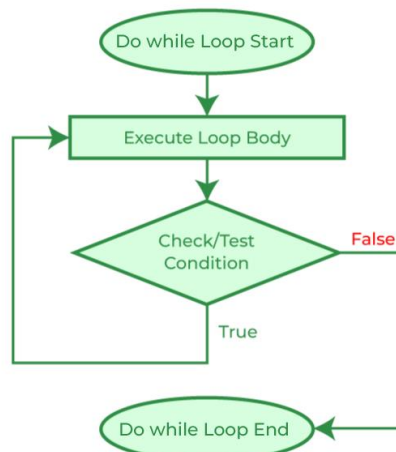 Do while Loop Start
Execute Loop Body
Check/Test
Condition
False
True
Do while Loop End